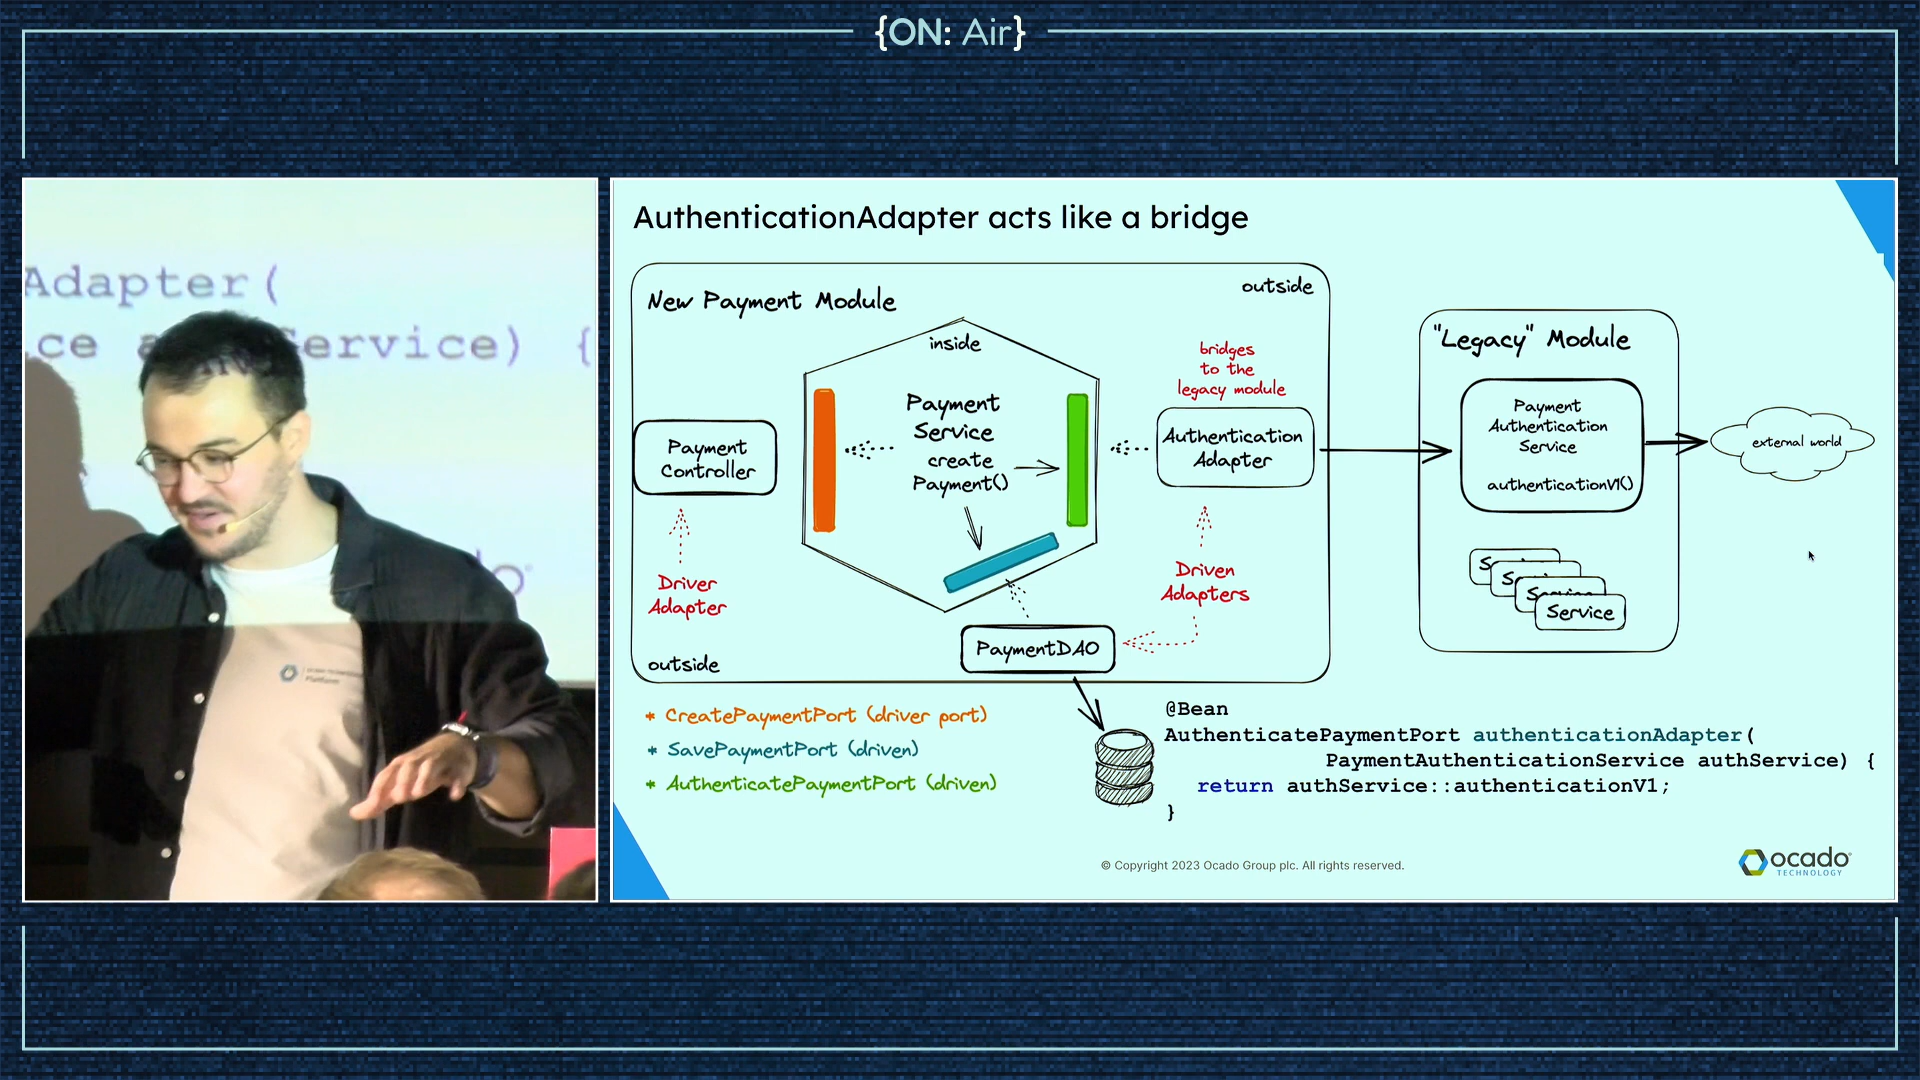 {ON: Air}
Adapter(
ce a Service) {
Platform
AuthenticationAdapter acts like a bridge
New Payment Module
outside
inside
Payment
Controller
Payment
Service
create
Payment()
bridges
to the
legacy module
Authentication
Adapter
Driver
Adapter
Driven
Adapters
PaymentDAO
outside
"Legacy" Module
Payment
Authentication
Service
authenticationV1()
external world
Service
* CreatePaymentPort (driver port)
* SavePaymentPort (driven)
* AuthenticatePaymentPort (driven)
@Bean
AuthenticatePaymentPort authenticationAdapter(
PaymentAuthenticationService authService) {
return authService::authenticationV1;
}
© Copyright 2023 Ocado Group plc. All rights reserved.
ocado
TECHNOLOGY